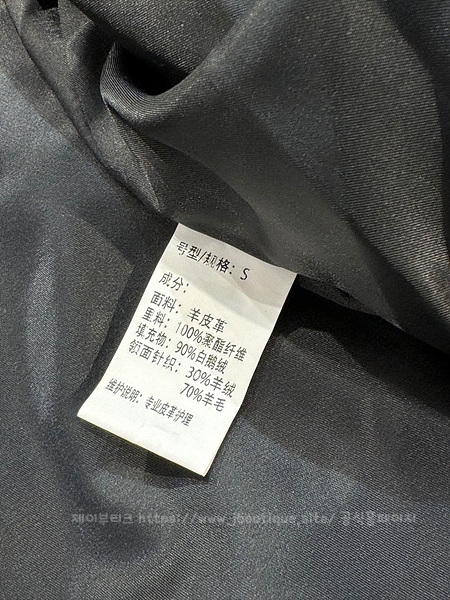 号型/规格：S
成分：
面料：羊皮革
里料：100%聚酯纤维
填充物：90%白鹅绒
领面针织：30%羊绒
70%羊毛
维护说明：专业皮革护理
제이부티크 https://www.jboutique.site/ 공식홈페이지